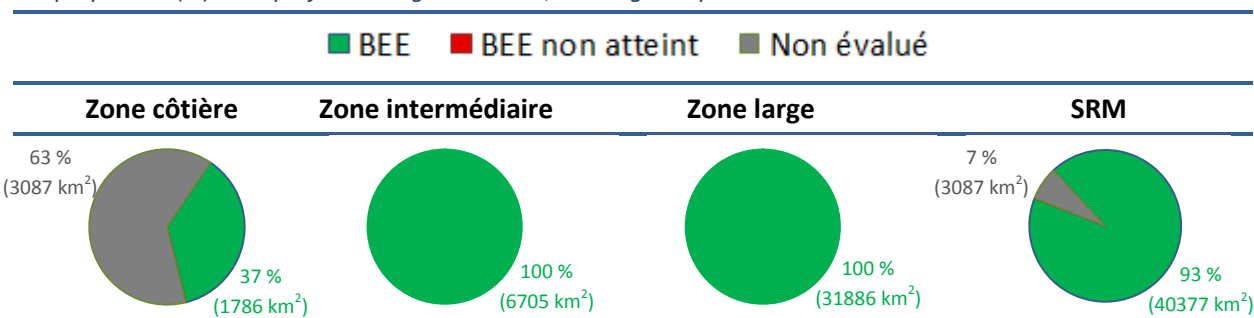 BEE BEE non atteint Non évalué
Zone côtière Zone intermédiaire Zone large SRM
63 %
(3087 km²)
37 %
(1786 km²)
100 %
(6705 km²)
100 %
(31886 km²)
7 %
(3087 km²)
93 %
(40377 km²)